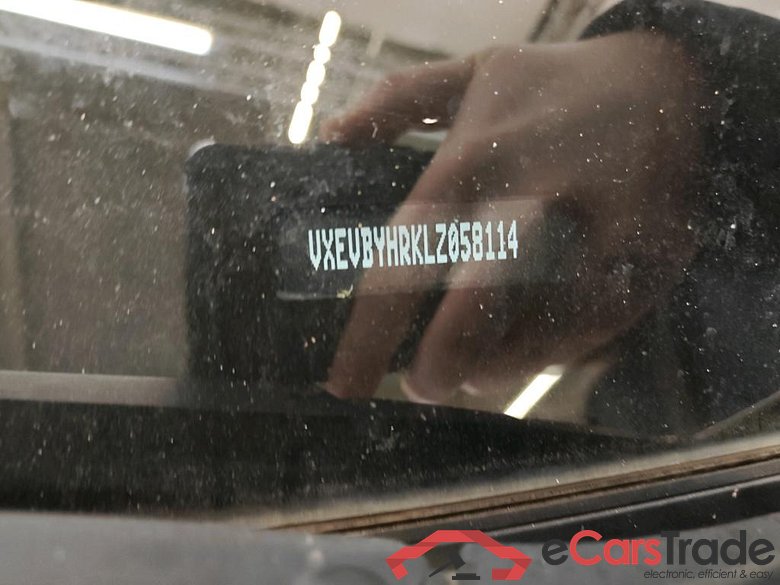 VXEVBYHRKLZ058114
eCarsTrade
electronic, efficient & easy